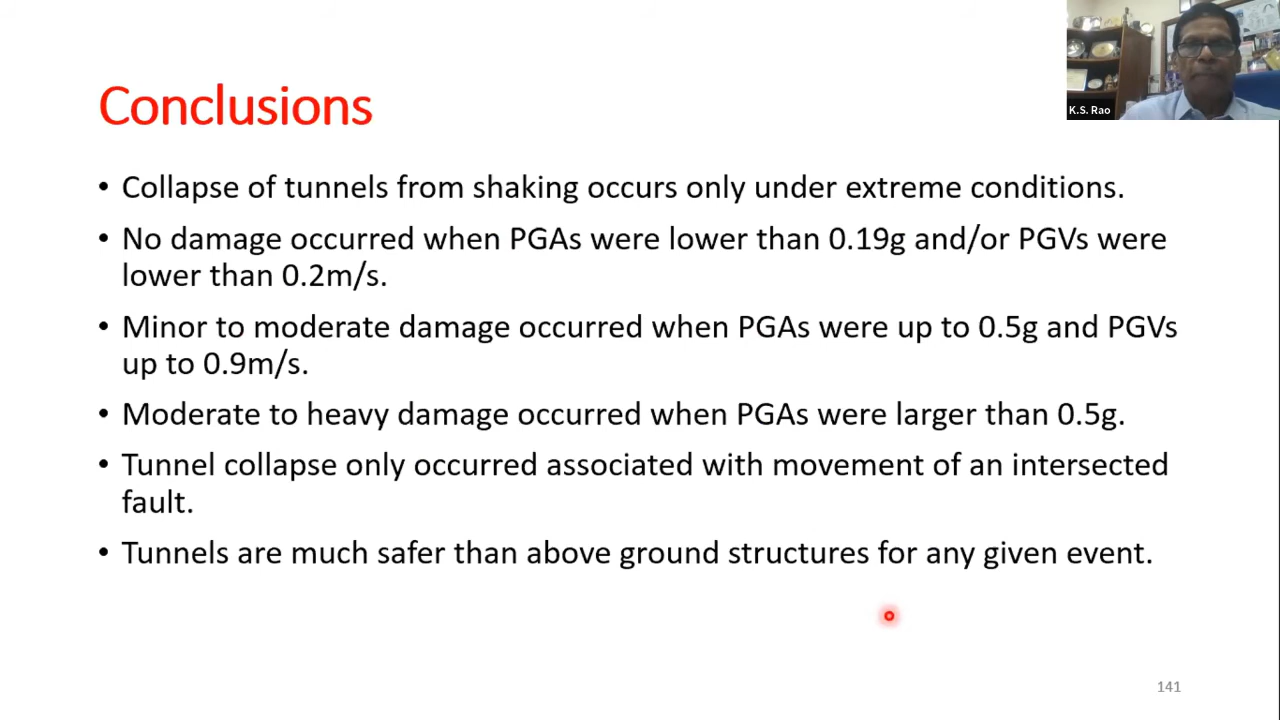 K.S. Rao
Conclusions
• Collapse of tunnels from shaking occurs only under extreme conditions.
• No damage occurred when PGAs were lower than 0.19g and/or PGVs were
lower than 0.2m/s.
• Minor to moderate damage occurred when PGAs were up to 0.5g and PGVs
up to 0.9m/s.
• Moderate to heavy damage occurred when PGAs were larger than 0.5g.
• Tunnel collapse only occurred associated with movement of an intersected
fault.
• Tunnels are much safer than above ground structures for any given event.
141